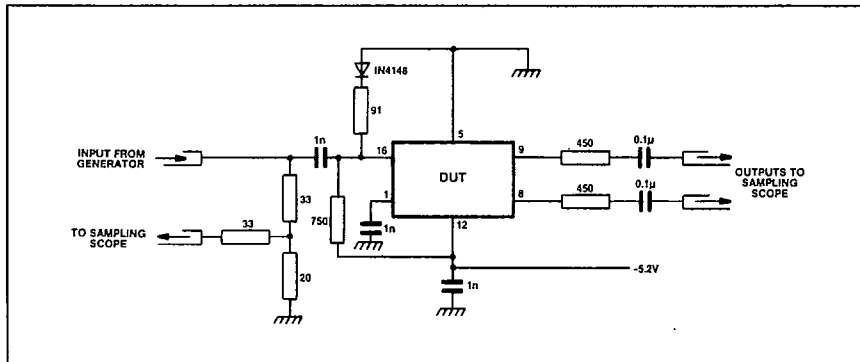 IN4148
91
5
INPUT FROM
GENERATOR
1n
16
9
450
0.1μ
DUT
OUTPUTS TO
SAMPLING
SCOPE
33
1
8
450
0.1μ
750
1n
12
TO SAMPLING
SCOPE
33
-5.2V
20
1n